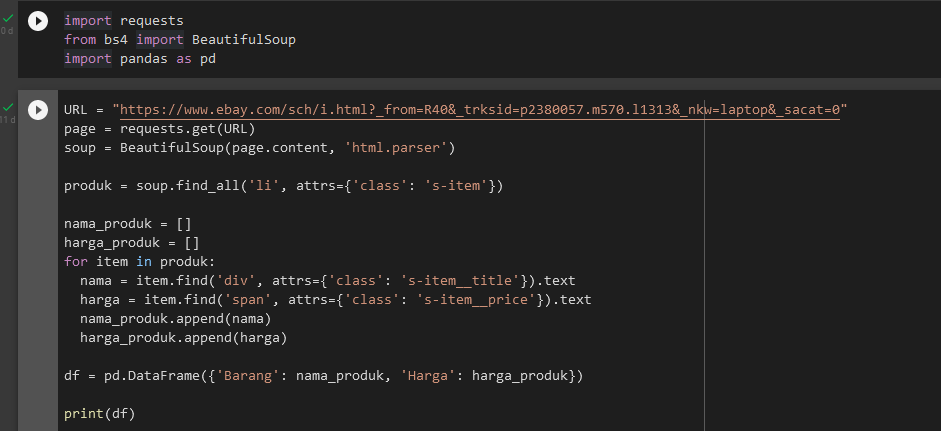 import requests
0 d
from bs4 import BeautifulSoup
import pandas as pd
URL = "https://www.ebay.com/sch/i.html?_from=R40&_trksid=p2380057.m570.l1313&_nkw=laptop&_sacat=0"
11 d
page = requests.get(URL)
soup = BeautifulSoup(page.content, 'html.parser')
produk = soup.find_all('li', attrs={'class': 's-item'})
nama_produk = []
harga_produk = []
for item in produk:
  nama = item.find('div', attrs={'class': 's-item__title'}).text
  harga = item.find('span', attrs={'class': 's-item__price'}).text
  nama_produk.append(nama)
  harga_produk.append(harga)
df = pd.DataFrame({'Barang': nama_produk, 'Harga': harga_produk})
print(df)